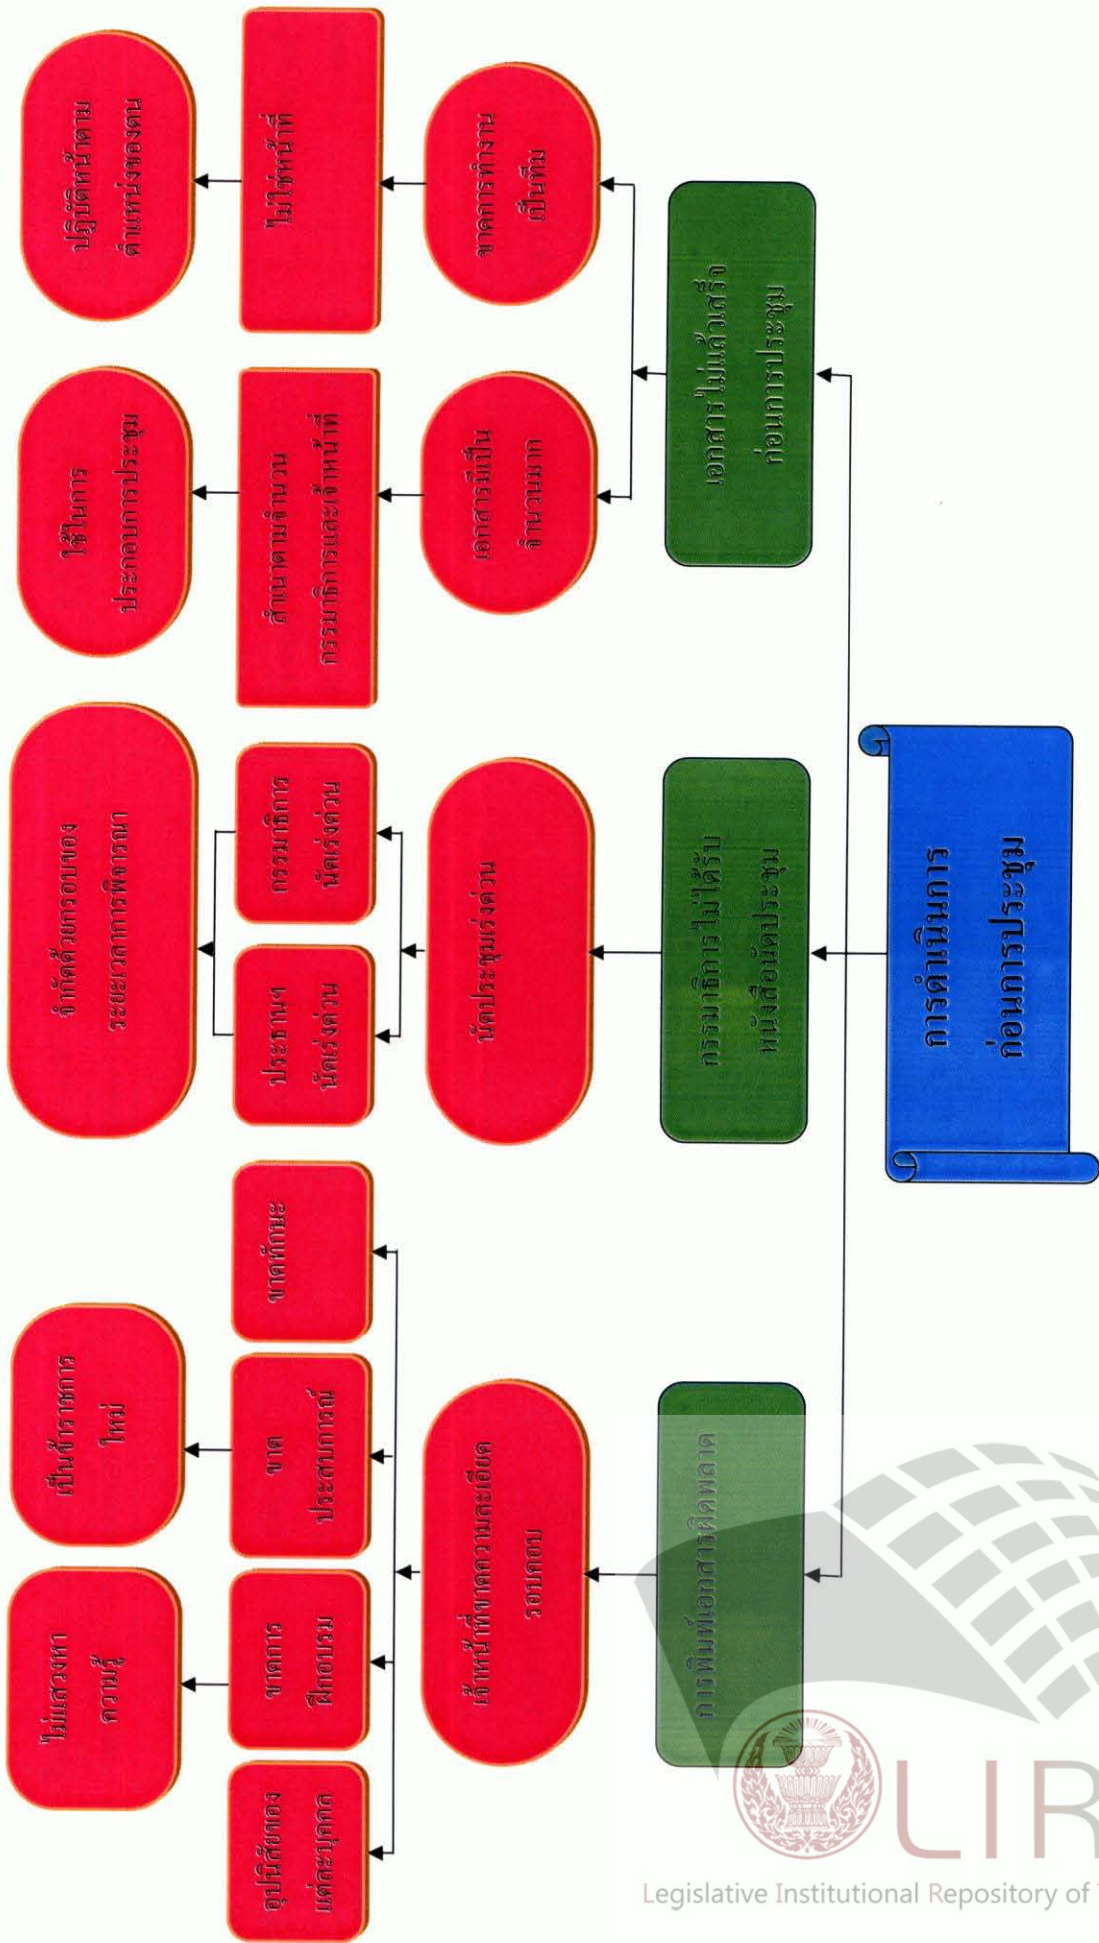 การดำเนินการ
ก่อนการประชุม
การพิมพ์เอกสารผิดพลาด
กรรมาธิการไม่ได้รับ
หนังสือนัดประชุม
เอกสารไม่แล้วเสร็จ
ก่อนการประชุม
เจ้าหน้าที่ขาดความละเอียด
รอบคอบ
นัดประชุมเร่งด่วน
เอกสารมีเป็น
จำนวนมาก
ขาดการทำงาน
เป็นทีม
อุปนิสัยของ
แต่ละบุคคล
ขาดการ
ฝึกอบรม
ขาด
ประสบการณ์
ขาดทักษะ
ประธานฯ
นัดเร่งด่วน
กรรมาธิการ
นัดเร่งด่วน
สำเนาตามจำนวน
กรรมาธิการและเจ้าหน้าที่
ไม่ใช่หน้าที่
ไม่แสวงหา
ความรู้
เป็นข้าราชการ
ใหม่
จำกัดด้วยกรอบของ
ระยะเวลาการพิจารณา
ใช้ในการ
ประกอบการประชุม
ปฏิบัติหน้าตาม
ตำแหน่งของตน
LIR
Legislative Institutional Repository of